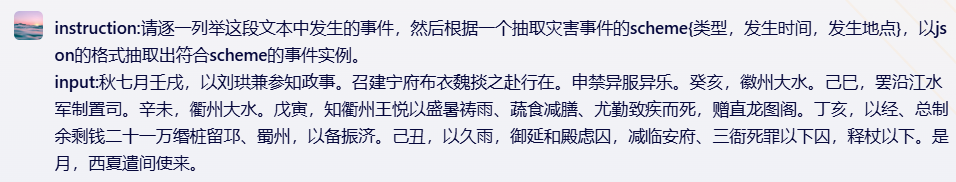 instruction:请逐一列举这段文本中发生的事件，然后根据一个抽取灾害事件的scheme{类型，发生时间，发生地点}，以js
on的格式抽取出符合scheme的事件实例。
input:秋七月壬戌，以刘珙兼参知政事。召建宁府布衣魏掞之赴行在。申禁异服异乐。癸亥，徽州大水。己巳，罢沿江水
军制置司。辛未，衢州大水。戊寅，知衢州王悦以盛暑祷雨、蔬食减膳、尤勤致疾而死，赠直龙图阁。丁亥，以经、总制
余剩钱二十一万缗桩留邛、蜀州，以备振济。己丑，以久雨，御延和殿虑囚，减临安府、三衙死罪以下囚，释杖以下。是
月，西夏遣间使来。